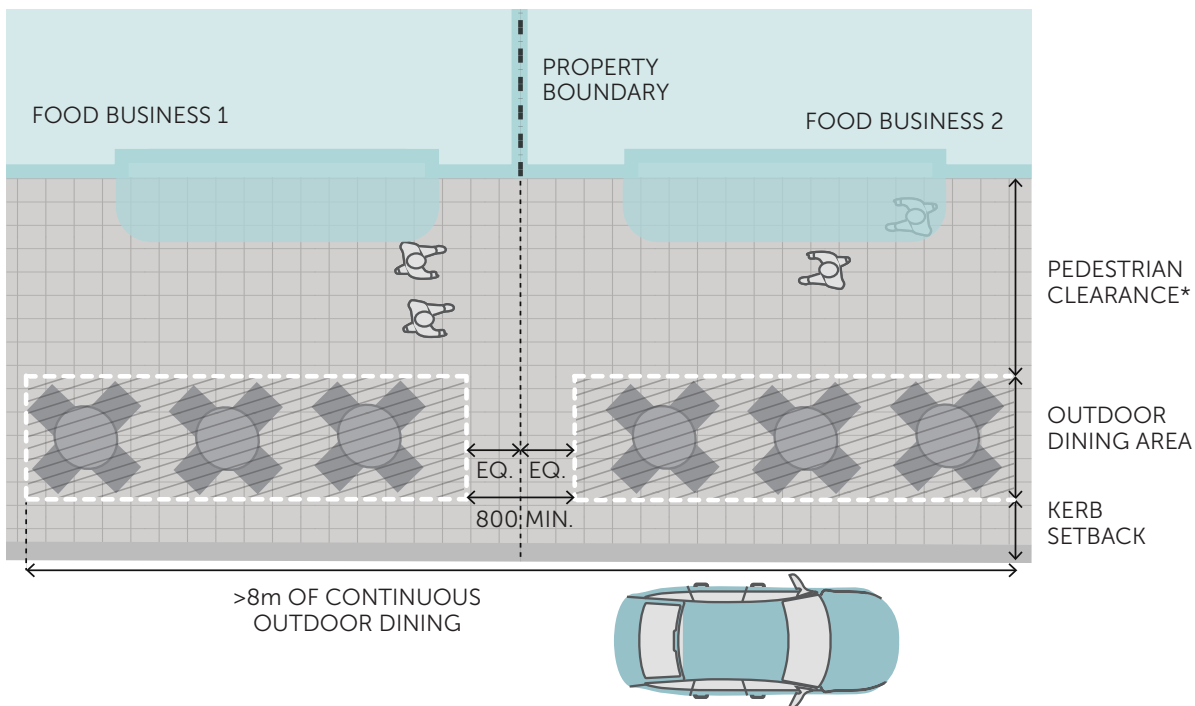 PROPERTY
BOUNDARY
FOOD BUSINESS 1
FOOD BUSINESS 2
PEDESTRIAN
CLEARANCE*
OUTDOOR
DINING AREA
EQ.
EQ.
800 MIN.
KERB
SETBACK
>8m OF CONTINUOUS
OUTDOOR DINING